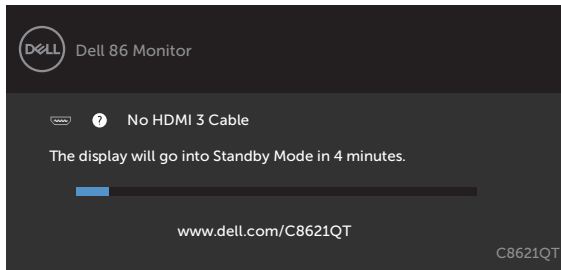 DELL
Dell 86 Monitor
? No HDMI 3 Cable
The display will go into Standby Mode in 4 minutes.
www.dell.com/C8621QT
C8621QT